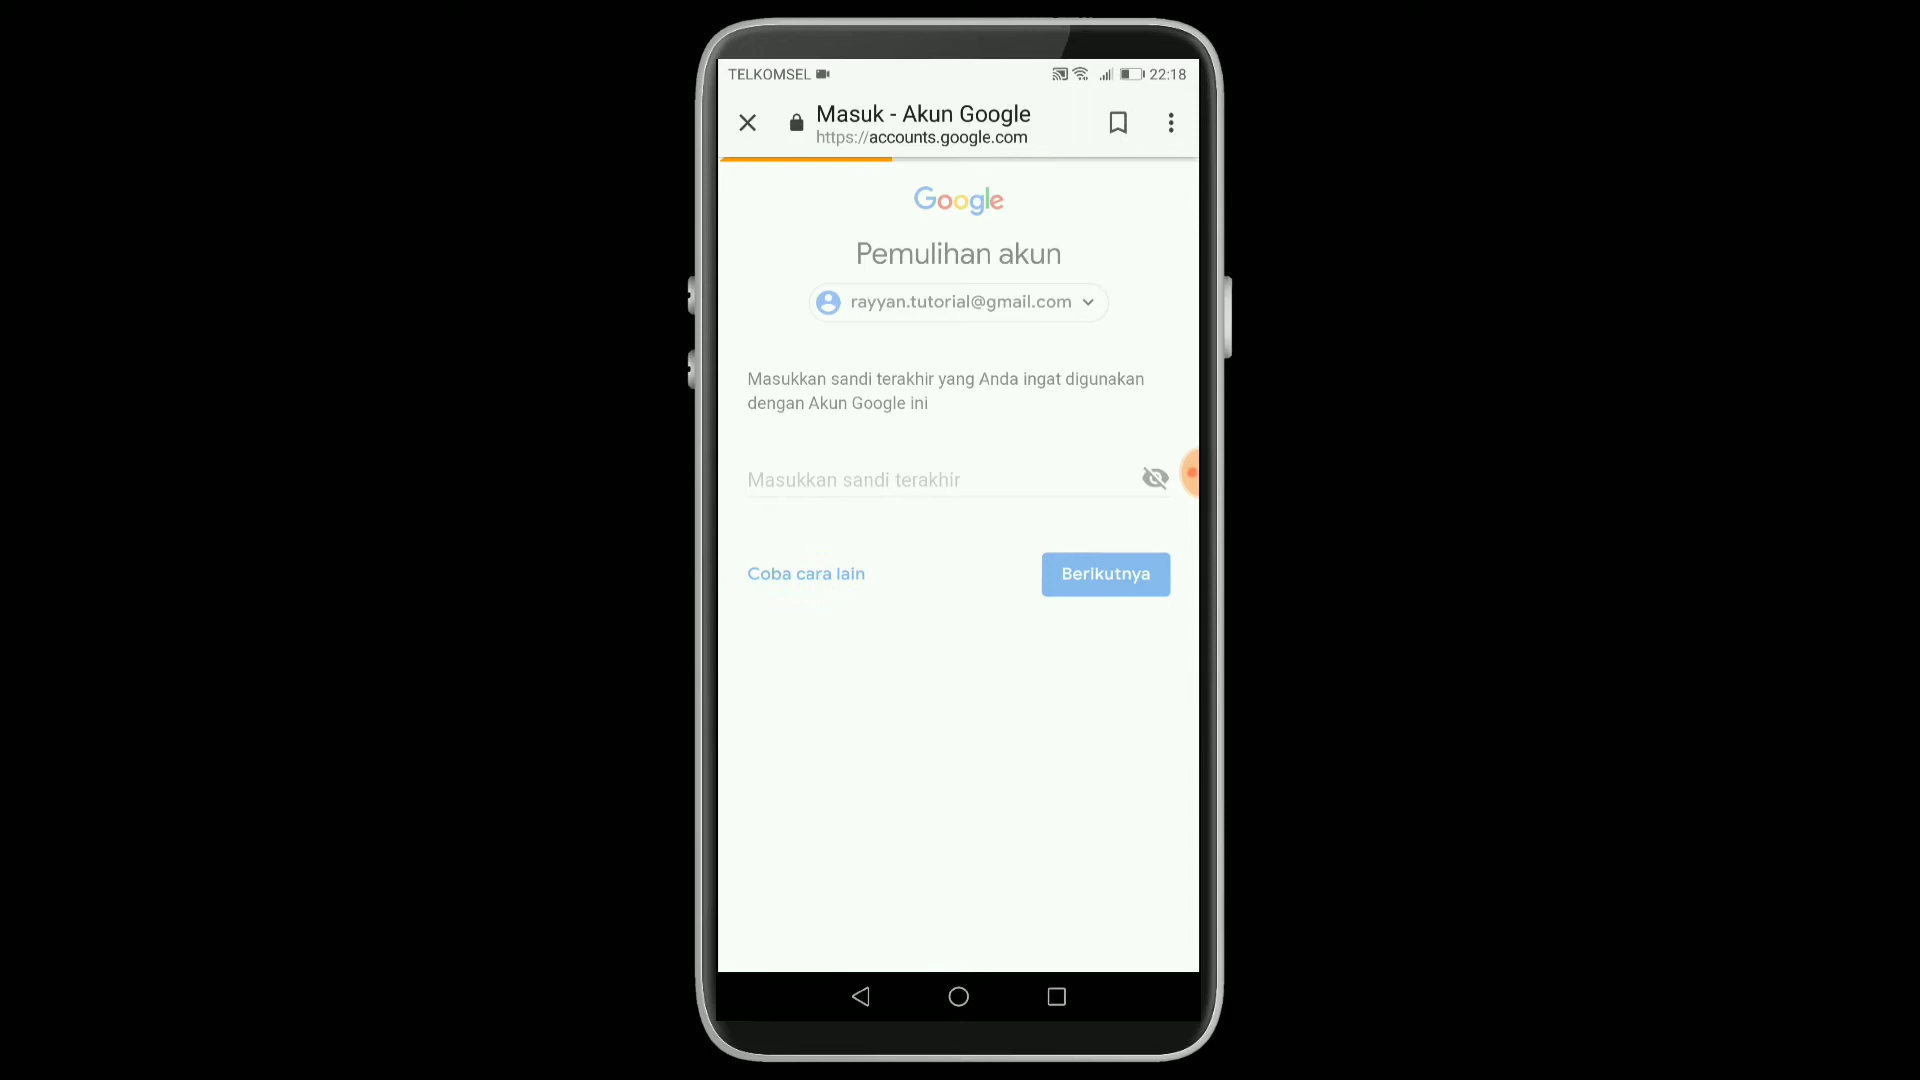 TELKOMSEL 22:18
Masuk - Akun Google
https://accounts.google.com
Google
Pemulihan akun
rayyan.tutorial@gmail.com
Masukkan sandi terakhir yang Anda ingat digunakan
dengan Akun Google ini
Masukkan sandi terakhir
Coba cara lain Berikutnya